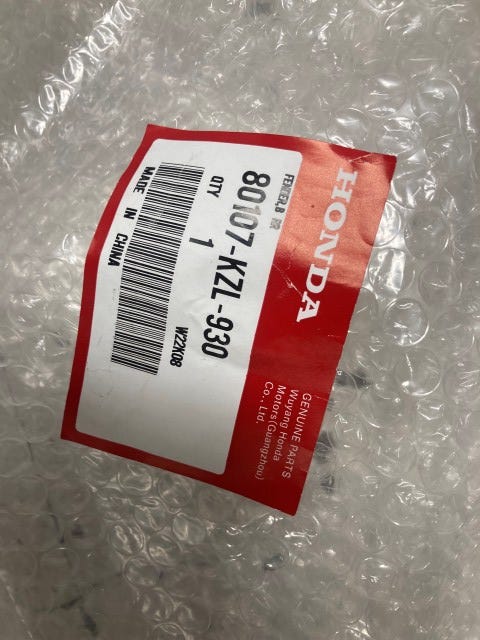 HONDA
FENDER,B RR
80107-KZL-930
QTY 1
W22K08
MADE IN CHINA
GENUINE PARTS
Wuyang Honda
Motors(Guangzhou)
Co.,Ltd.